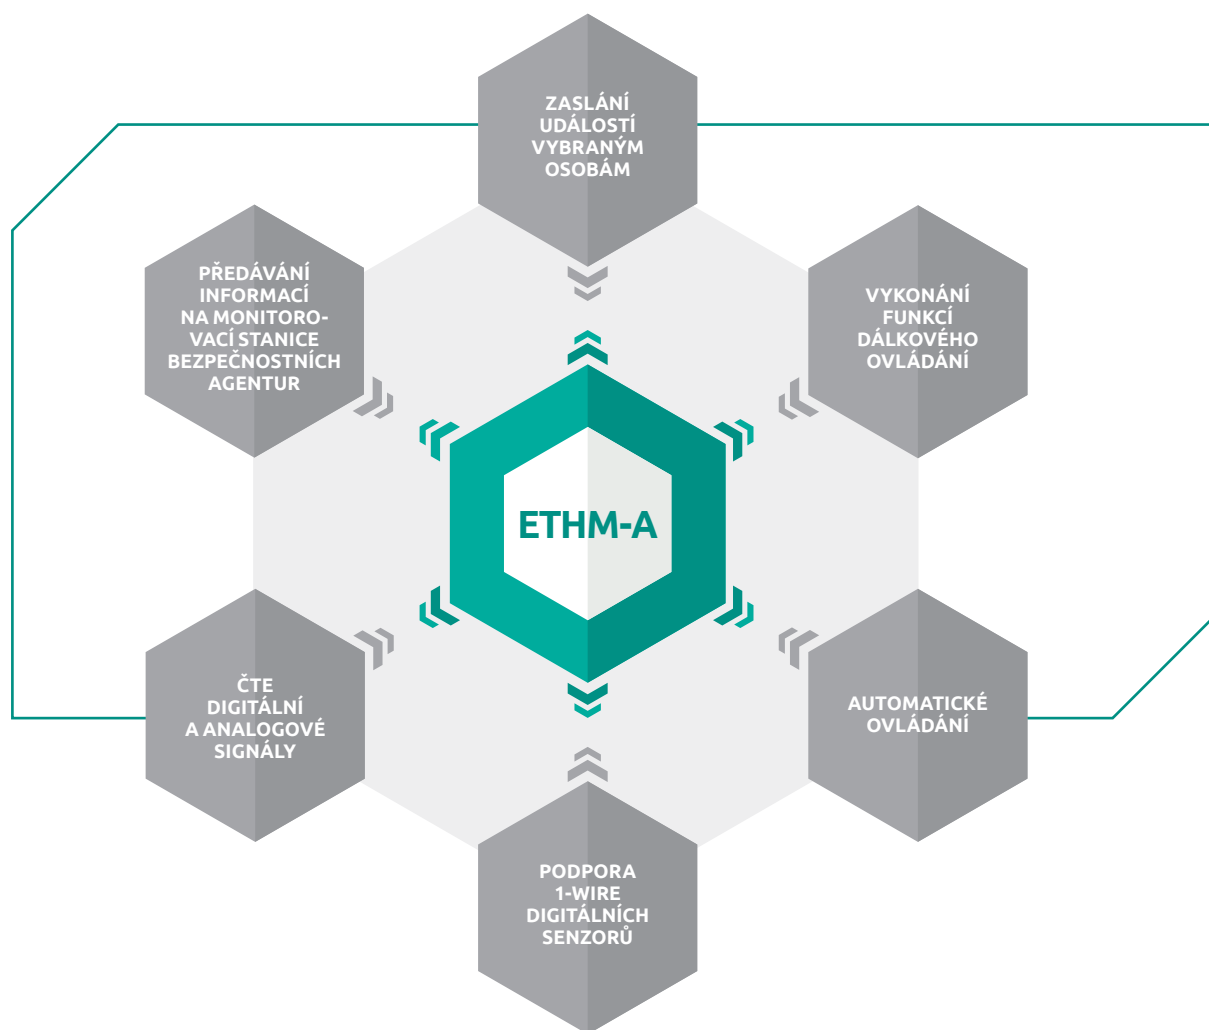 ZASLÁNÍ
UDÁLOSTÍ
VYBRANÝM
OSOBÁM
PŘEDÁVÁNÍ
INFORMACÍ
NA MONITORO-
VACÍ STANICE
BEZPEČNOSTNÍCH
AGENTUR
VYKONÁNÍ
FUNKCÍ
DÁLKOVÉHO
OVLÁDÁNÍ
ETHM-A
ČTE
DIGITÁLNÍ
A ANALOGOVÉ
SIGNÁLY
AUTOMATICKÉ
OVLÁDÁNÍ
PODPORA
1-WIRE
DIGITÁLNÍCH
SENZORŮ